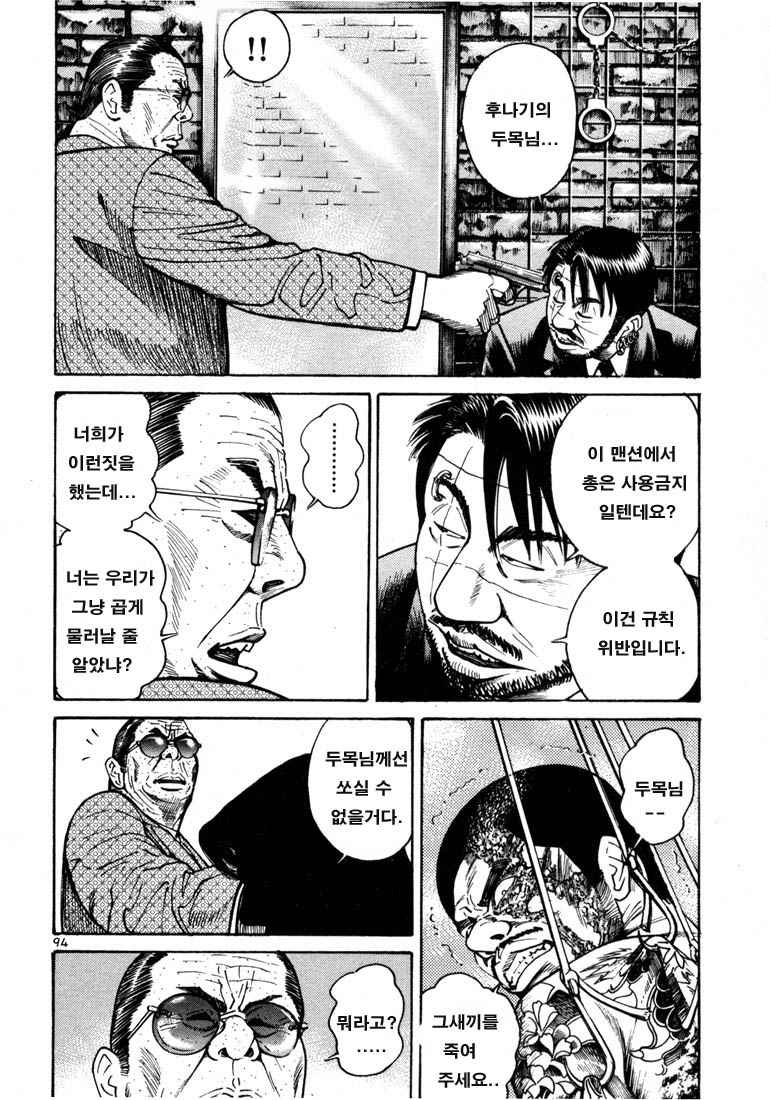 후나기의
두목님...
!!
이 맨션에서
총은 사용금지
일텐데요?
이건 규칙
위반입니다.
.........
너희가
이런짓을
했는데...
너는 우리가
그냥 곱게
물러날 줄
알았냐?
두목님
--
그새끼를
죽여
주세요..
두목님께선
쏘실 수
없을거다.
94
뭐라고?
.....